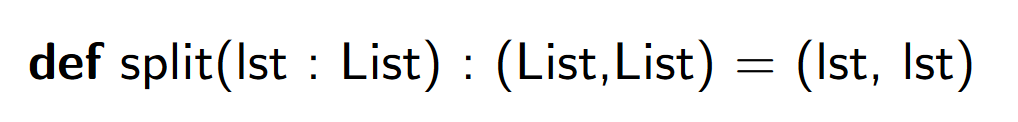 def split(lst : List) : (List,List) = (lst, lst)